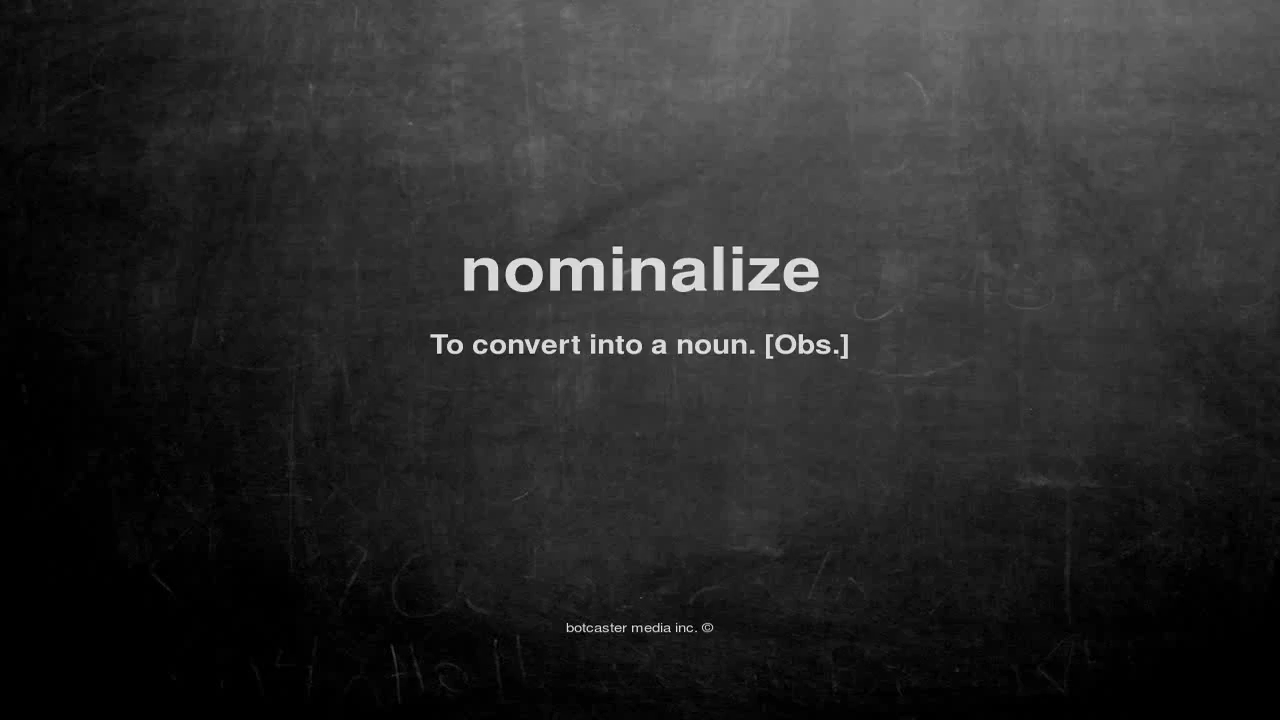 nominalize
To convert into a noun. [Obs.]
botcaster media inc. ©